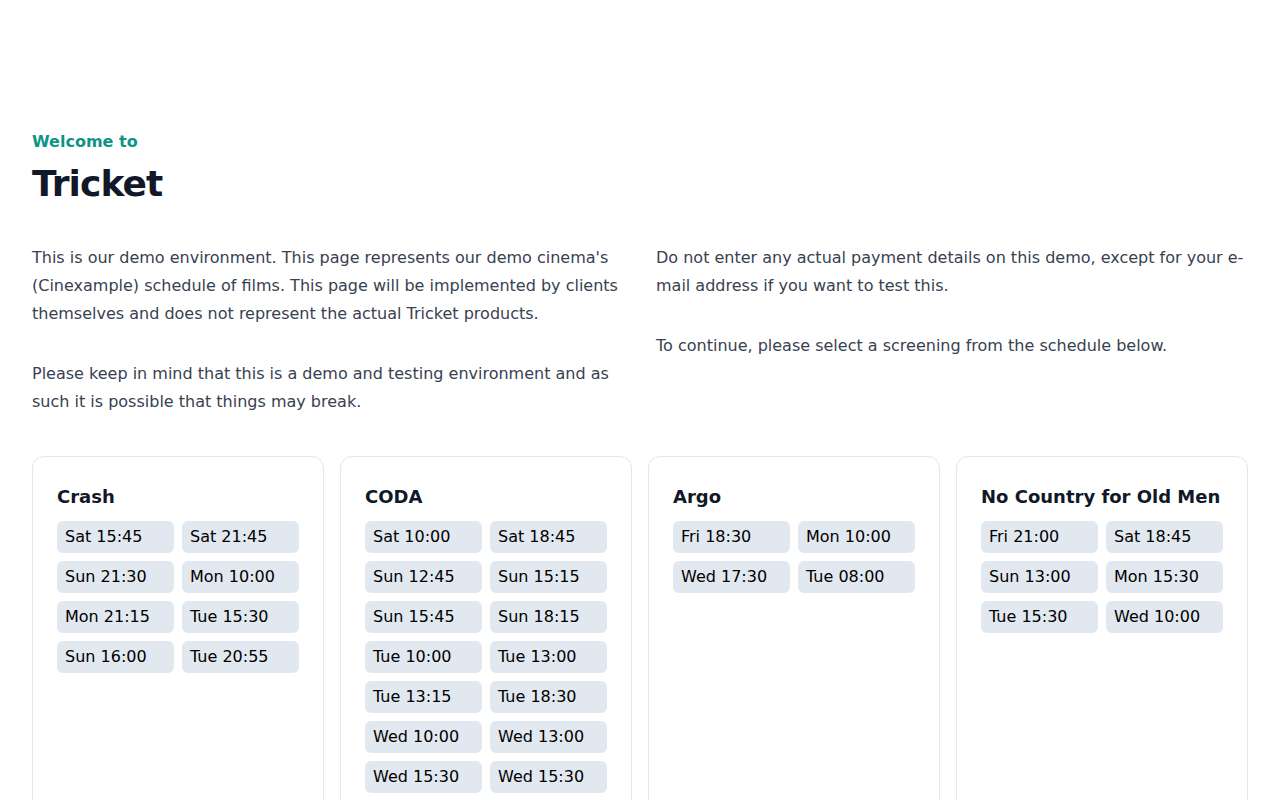 Welcome to
Tricket
This is our demo environment. This page represents our demo cinema's
(Cinexample) schedule of films. This page will be implemented by clients
themselves and does not represent the actual Tricket products.
Please keep in mind that this is a demo and testing environment and as
such it is possible that things may break.
Do not enter any actual payment details on this demo, except for your e-
mail address if you want to test this.
To continue, please select a screening from the schedule below.
Crash
Sat 15:45 Sat 21:45
Sun 21:30 Mon 10:00
Mon 21:15 Tue 15:30
Sun 16:00 Tue 20:55
CODA
Sat 10:00 Sat 18:45
Sun 12:45 Sun 15:15
Sun 15:45 Sun 18:15
Tue 10:00 Tue 13:00
Tue 13:15 Tue 18:30
Wed 10:00 Wed 13:00
Wed 15:30 Wed 15:30
Argo
Fri 18:30 Mon 10:00
Wed 17:30 Tue 08:00
No Country for Old Men
Fri 21:00 Sat 18:45
Sun 13:00 Mon 15:30
Tue 15:30 Wed 10:00